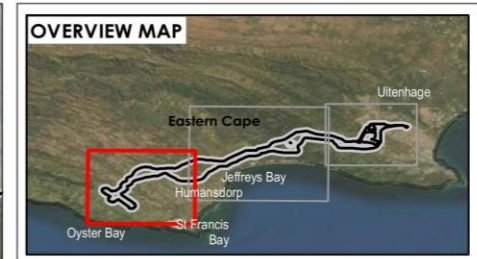 OVERVIEW MAP
Uitenhage
Eastern Cape
Jeffreys Bay
Humansdorp
St Francis
Bay
Oyster Bay